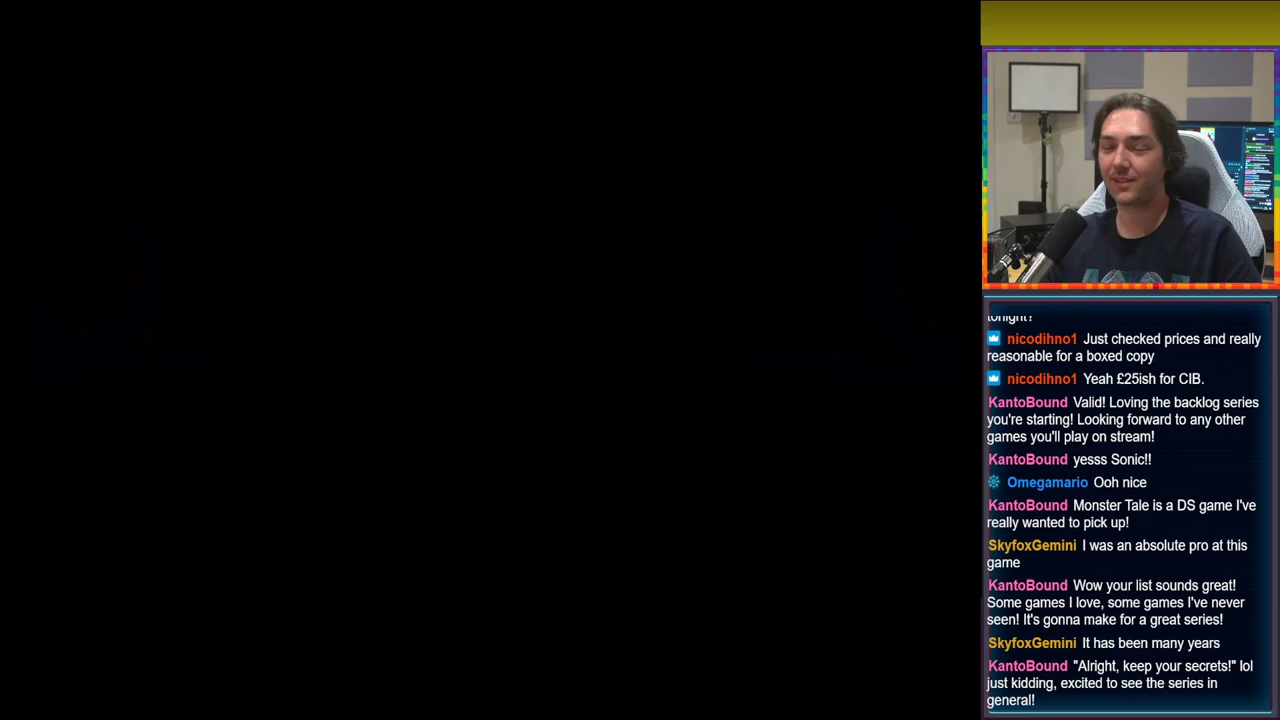 tonight?
nicodihno1 Just checked prices and really
reasonable for a boxed copy
nicodihno1 Yeah £25ish for CIB.
KantoBound Valid! Loving the backlog series
you're starting! Looking forward to any other
games you'll play on stream!
KantoBound yesss Sonic!!
Omegamario Ooh nice
KantoBound Monster Tale is a DS game I've
really wanted to pick up!
SkyfoxGemini I was an absolute pro at this
game
KantoBound Wow your list sounds great!
Some games I love, some games I've never
seen! It's gonna make for a great series!
SkyfoxGemini It has been many years
KantoBound "Alright, keep your secrets!" lol
just kidding, excited to see the series in
general!